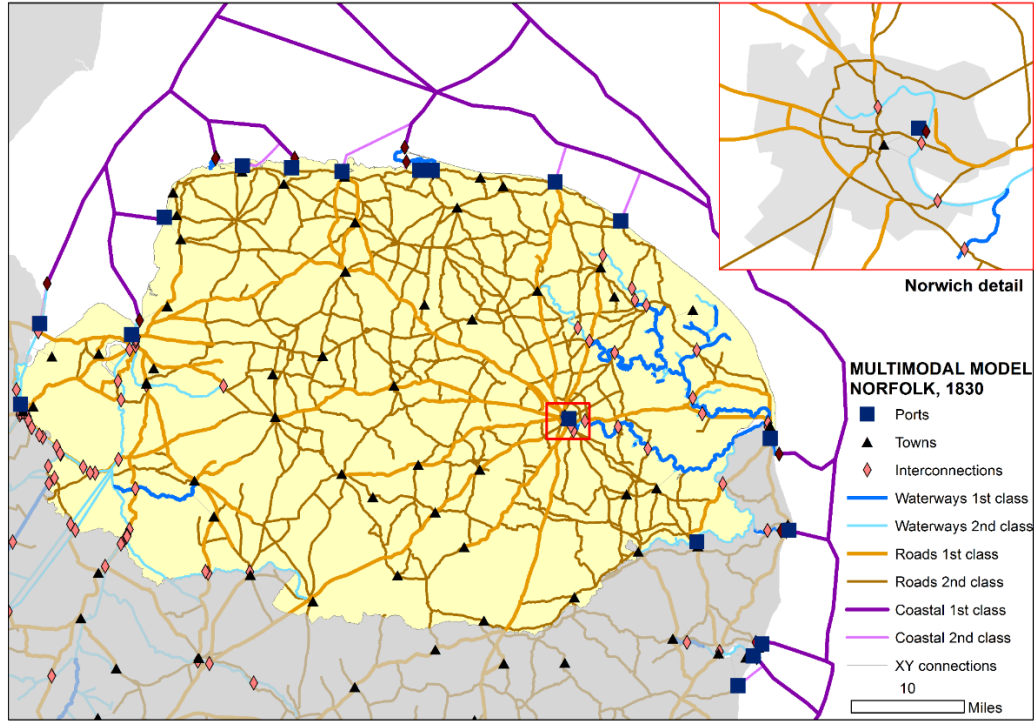 Norwich detail
MULTIMODAL MODEL
NORFOLK, 1830
Ports
Towns
Interconnections
Waterways 1st class
Waterways 2nd class
Roads 1st class
Roads 2nd class
Coastal 1st class
Coastal 2nd class
XY connections
10
Miles